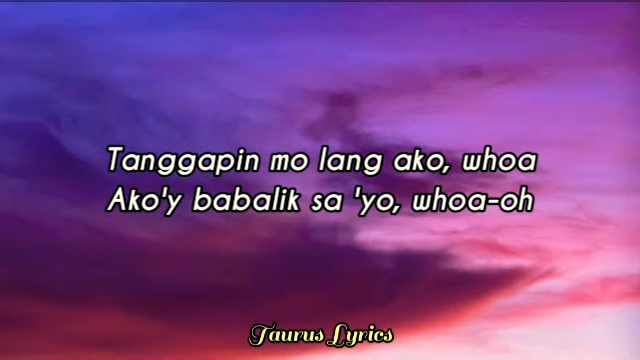 Tanggapin mo lang ako, whoa
Ako'y babalik sa 'yo, whoa-oh
Taurus Lyrics